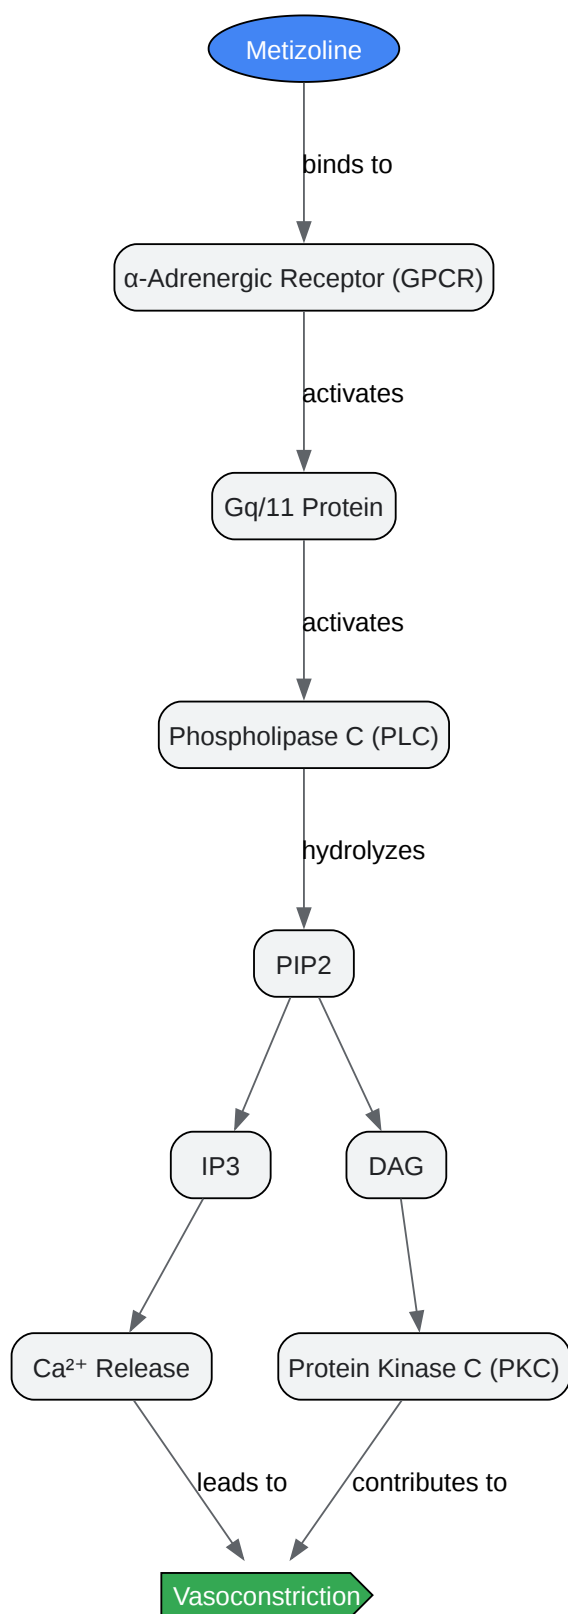 Metizoline
binds to
α-Adrenergic Receptor (GPCR)
activates
Gq/11 Protein
activates
Phospholipase C (PLC)
hydrolyzes
PIP2
IP3
DAG
Ca²⁺ Release
Protein Kinase C (PKC)
leads to
contributes to
Vasoconstriction